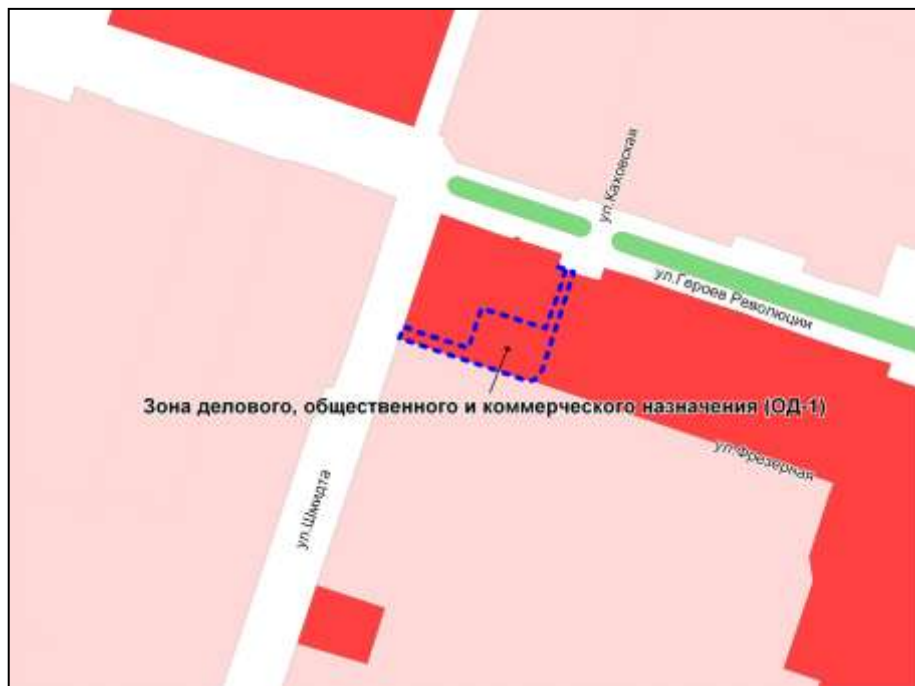 ул.Каховская
ул.Героев Революции
Зона делового, общественного и коммерческого назначения (ОД-1)
ул.Фрезерная
ул.Шмидта